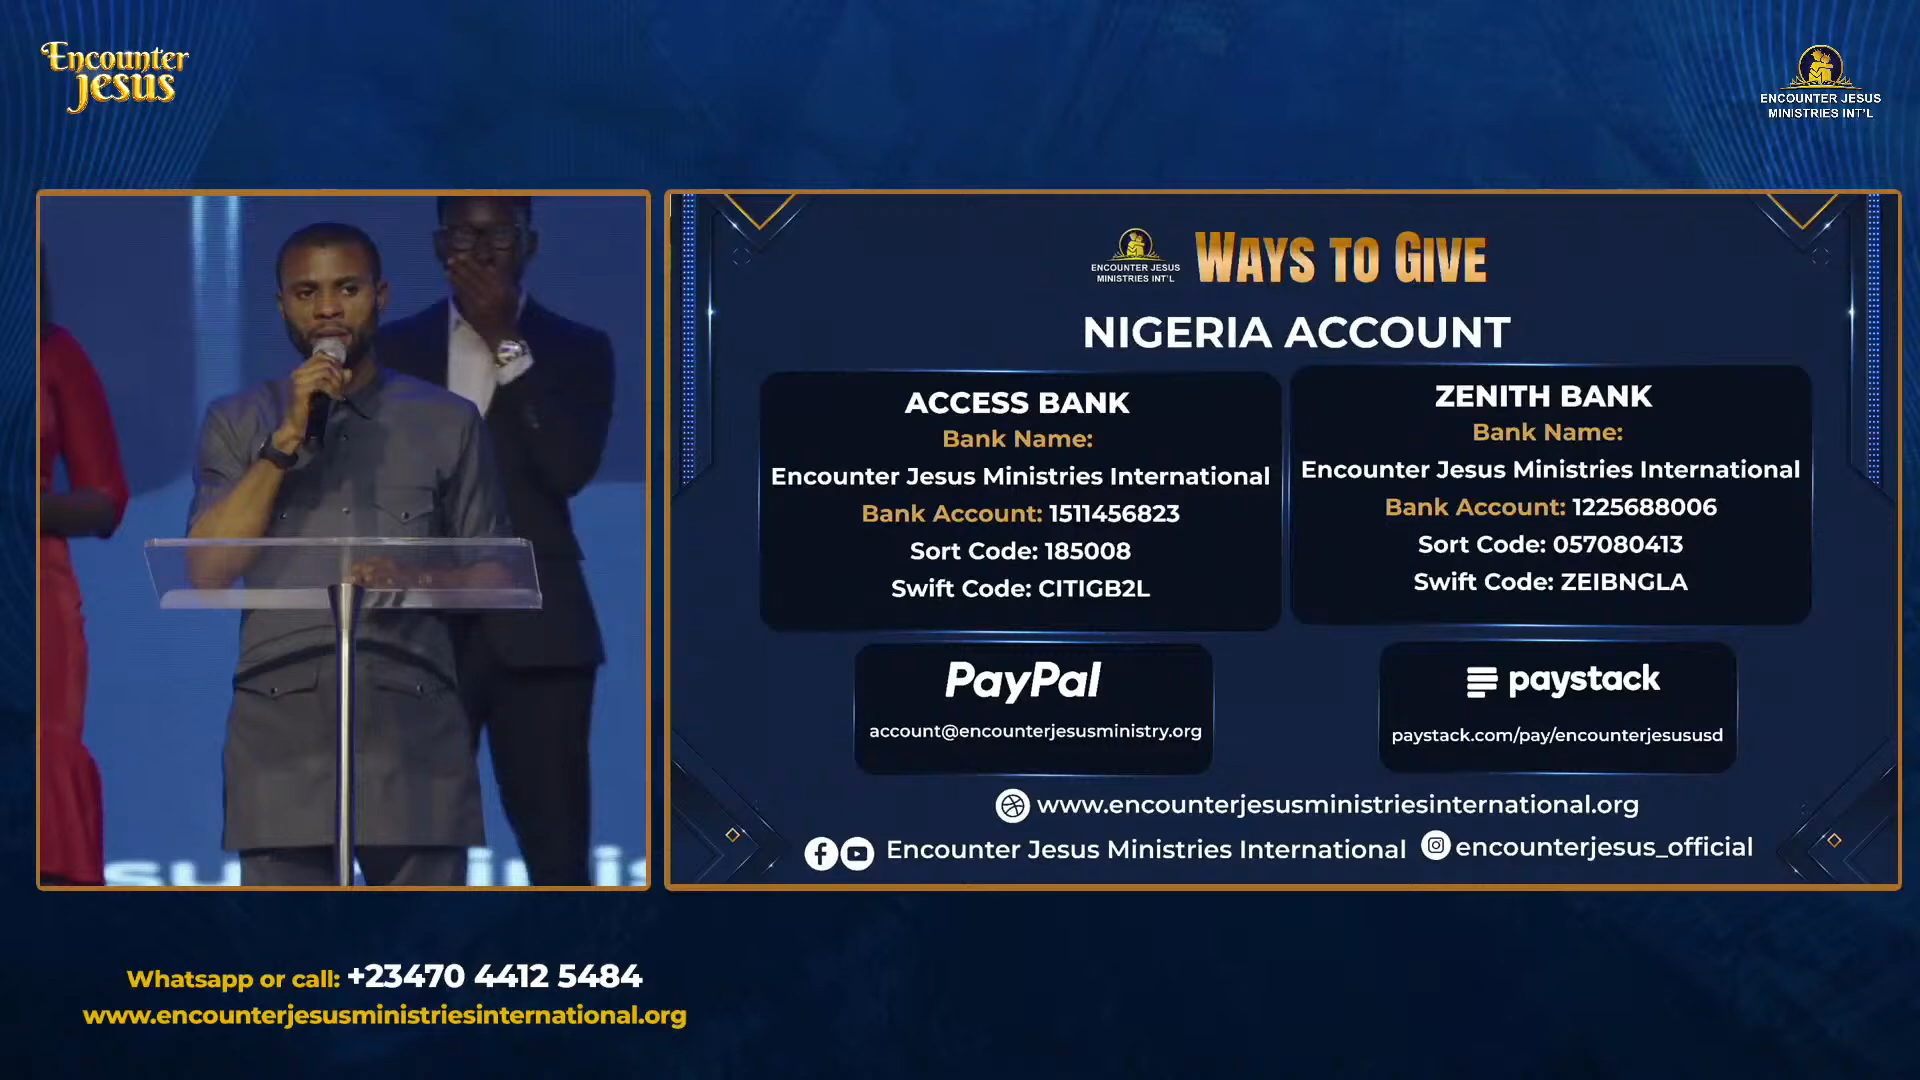 Encounter
Jesus
ENCOUNTER JESUS
MINISTRIES INT'L
ENCOUNTER JESUS
MINISTRIES INT'L
WAYS TO GIVE
NIGERIA ACCOUNT
ACCESS BANK
Bank Name:
Encounter Jesus Ministries International
Bank Account: 1511456823
Sort Code: 185008
Swift Code: CITIGB2L
ZENITH BANK
Bank Name:
Encounter Jesus Ministries International
Bank Account: 1225688006
Sort Code: 057080413
Swift Code: ZEIBNGLA
PayPal
account@encounterjesusministry.org
paystack
paystack.com/pay/encounterjesususd
www.encounterjesusministriesinternational.org
Encounter Jesus Ministries International
encounterjesus_official
Whatsapp or call: +23470 4412 5484
www.encounterjesusministriesinternational.org